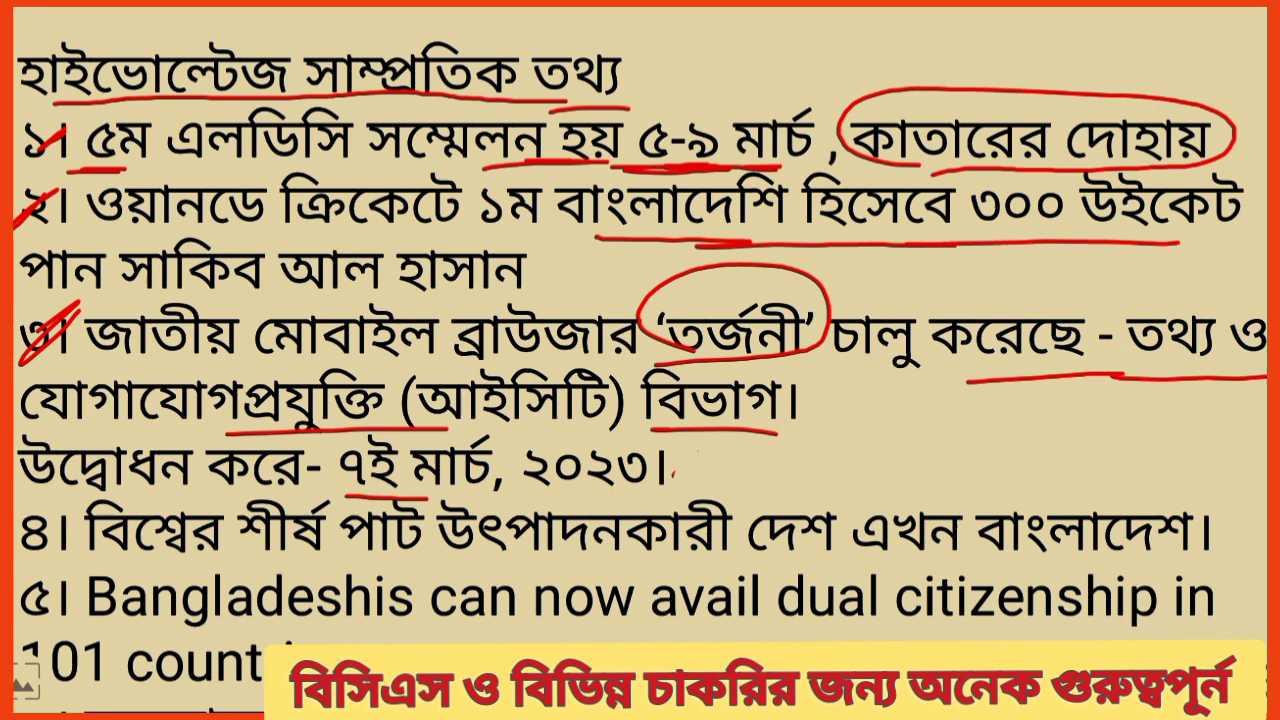 হাইভোল্টেজ সাম্প্রতিক তথ্য
১। ৫ম এলডিসি সম্মেলন হয় ৫-৯ মার্চ , কাতারের দোহায়
২। ওয়ানডে ক্রিকেটে ১ম বাংলাদেশি হিসেবে ৩০০ উইকেট
পান সাকিব আল হাসান
৩। জাতীয় মোবাইল ব্রাউজার ‘তর্জনী’ চালু করেছে - তথ্য ও
যোগাযোগপ্রযুক্তি (আইসিটি) বিভাগ।
উদ্বোধন করে- ৭ই মার্চ, ২০২৩।
৪। বিশ্বের শীর্ষ পাট উৎপাদনকারী দেশ এখন বাংলাদেশ।
৫। Bangladeshis can now avail dual citizenship in
101
বিসিএস ও বিভিন্ন চাকরির জন্য অনেক গুরুত্বপূর্ন